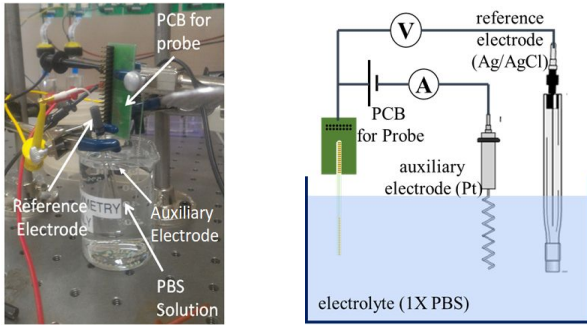 PCB for
probe
Reference
Electrode
METRY
Auxiliary
Electrode
PBS
Solution
V
reference
electrode
(Ag/AgCl)
A
PCB
for Probe
auxiliary
electrode (Pt)
electrolyte (1X PBS)